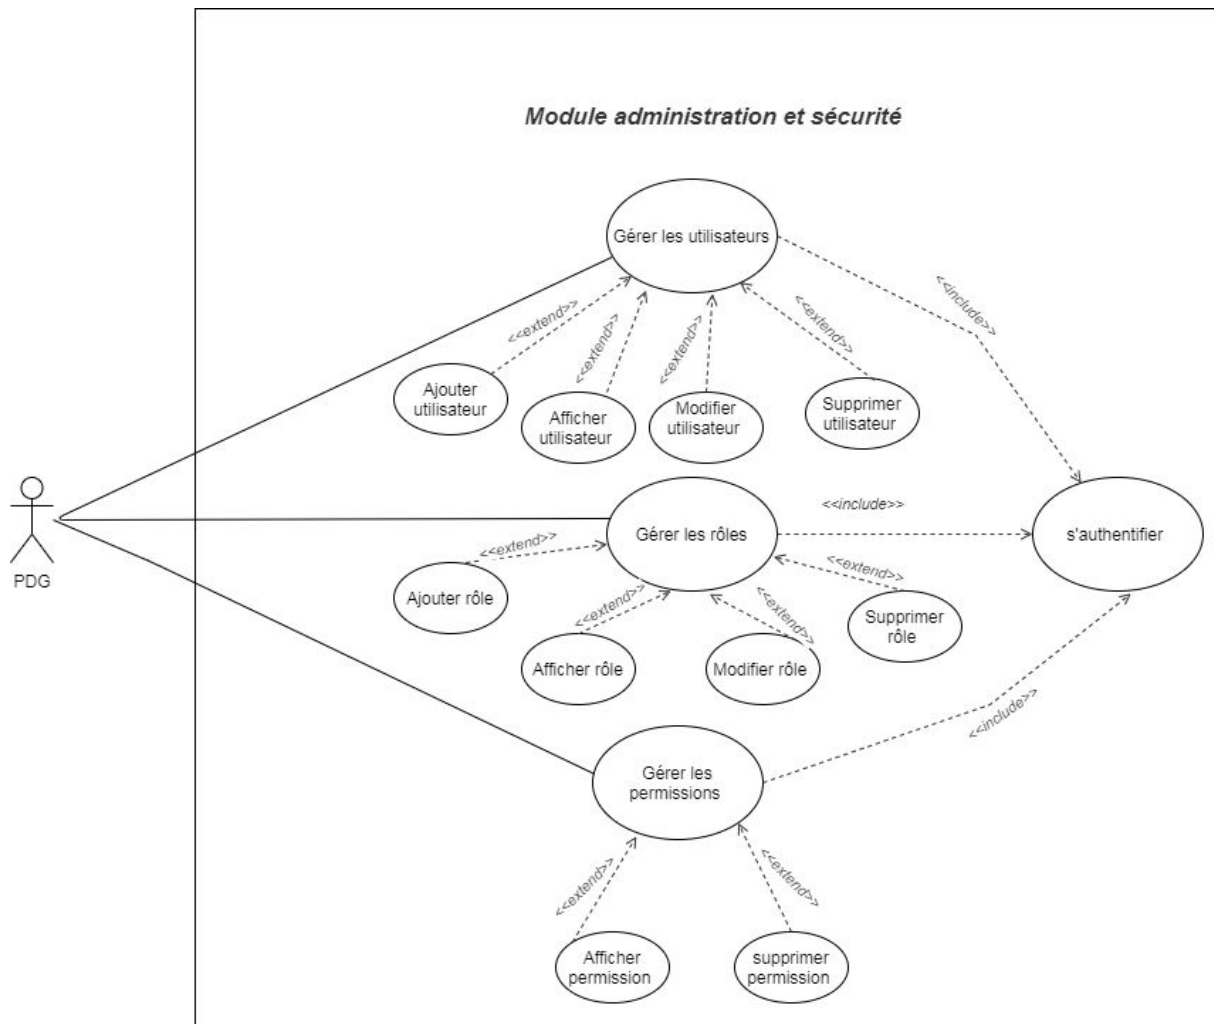 Module administration et sécurité
Gérer les utilisateurs
<<include>>
<<extend>>
<<extend>>
<<extend>>
<<extend>>
Ajouter
utilisateur
Afficher
utilisateur
Modifier
utilisateur
Supprimer
utilisateur
PDG
Gérer les rôles
<<include>>
s'authentifier
<<extend>>
<<extend>>
<<extend>>
<<extend>>
Ajouter rôle
Afficher rôle
Modifier rôle
Supprimer
rôle
Gérer les
permissions
<<include>>
<<extend>>
<<extend>>
Afficher
permission
supprimer
permission